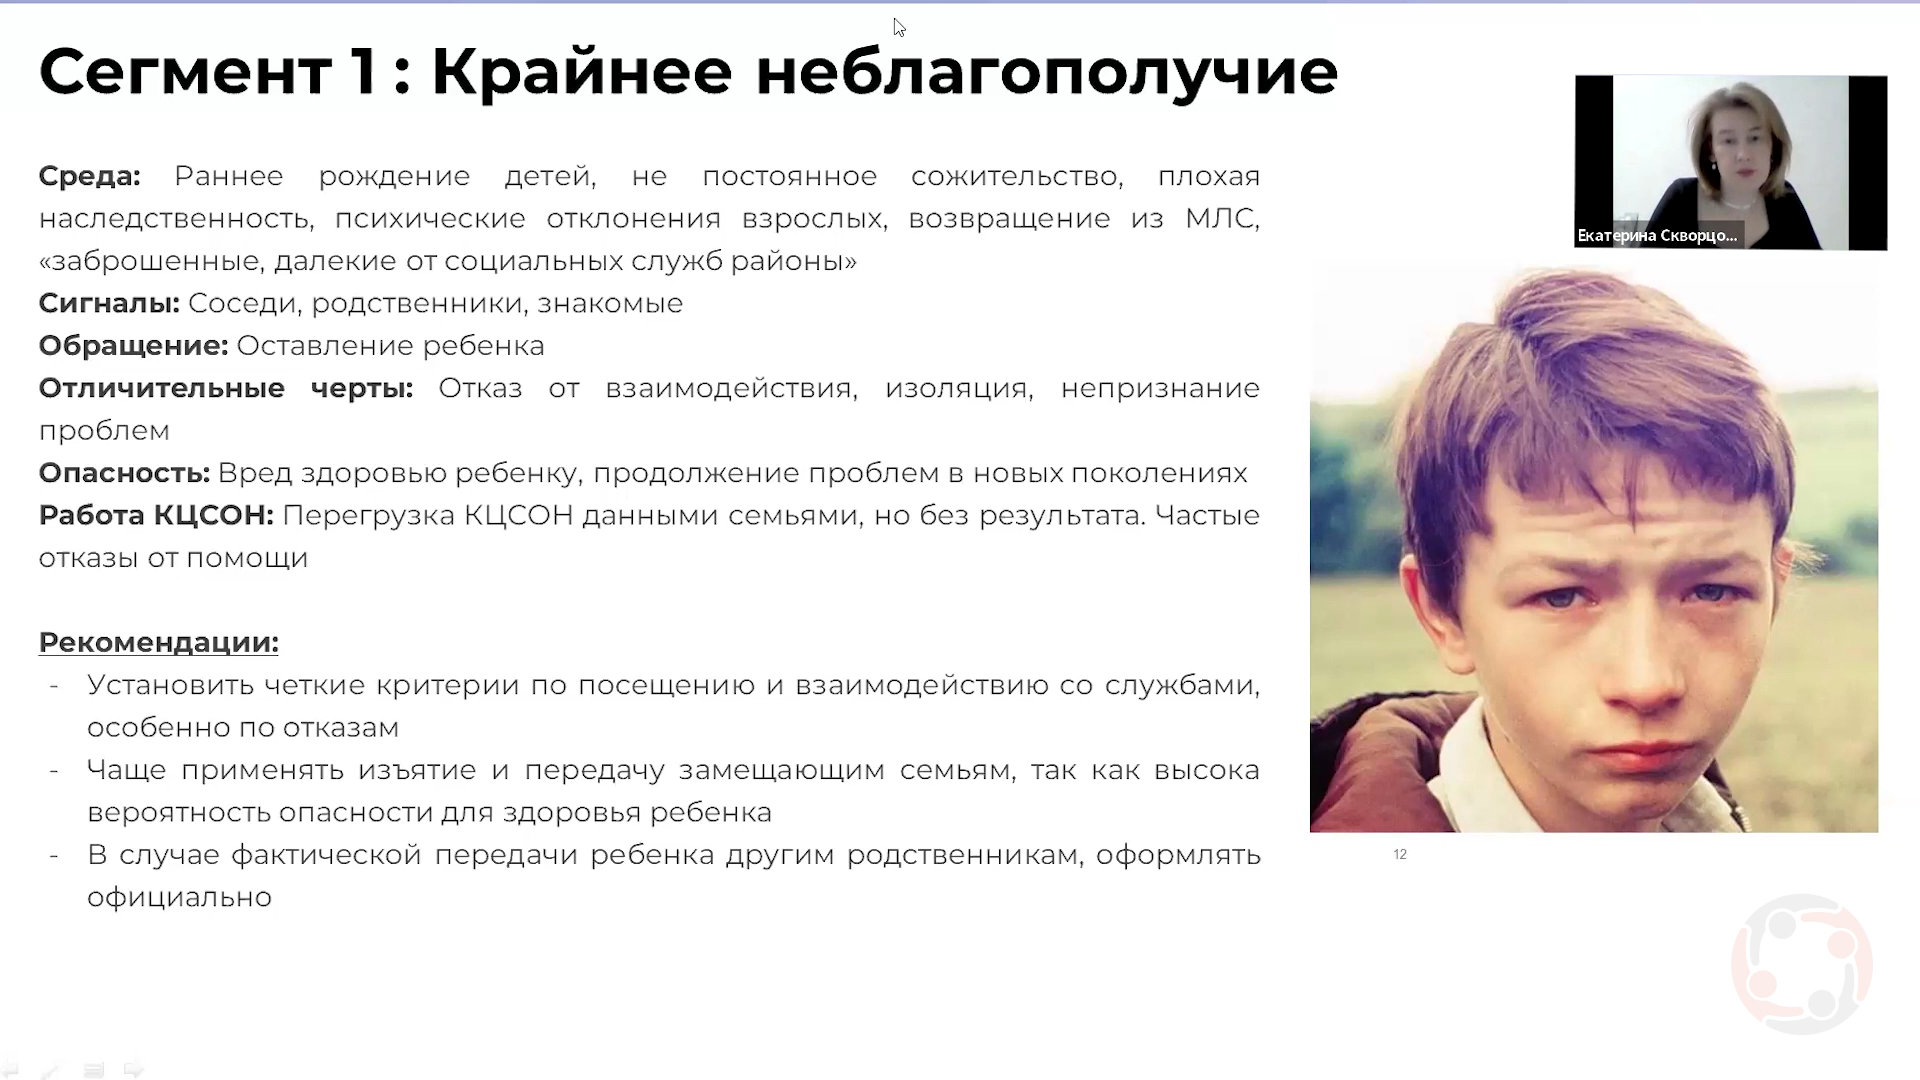 Сегмент 1 : Крайнее неблагополучие
Екатерина Скворцо...
Среда: Раннее рождение детей, не постоянное сожительство, плохая
наследственность, психические отклонения взрослых, возвращение из МЛС,
«заброшенные, далекие от социальных служб районы»
Сигналы: Соседи, родственники, знакомые
Обращение: Оставление ребенка
Отличительные черты: Отказ от взаимодействия, изоляция, непризнание
проблем
Опасность: Вред здоровью ребенку, продолжение проблем в новых поколениях
Работа КЦСОН: Перегрузка КЦСОН данными семьями, но без результата. Частые
отказы от помощи
Рекомендации:
- Установить четкие критерии по посещению и взаимодействию со службами,
особенно по отказам
- Чаще применять изъятие и передачу замещающим семьям, так как высока
вероятность опасности для здоровья ребенка
- В случае фактической передачи ребенка другим родственникам, оформлять
официально
12